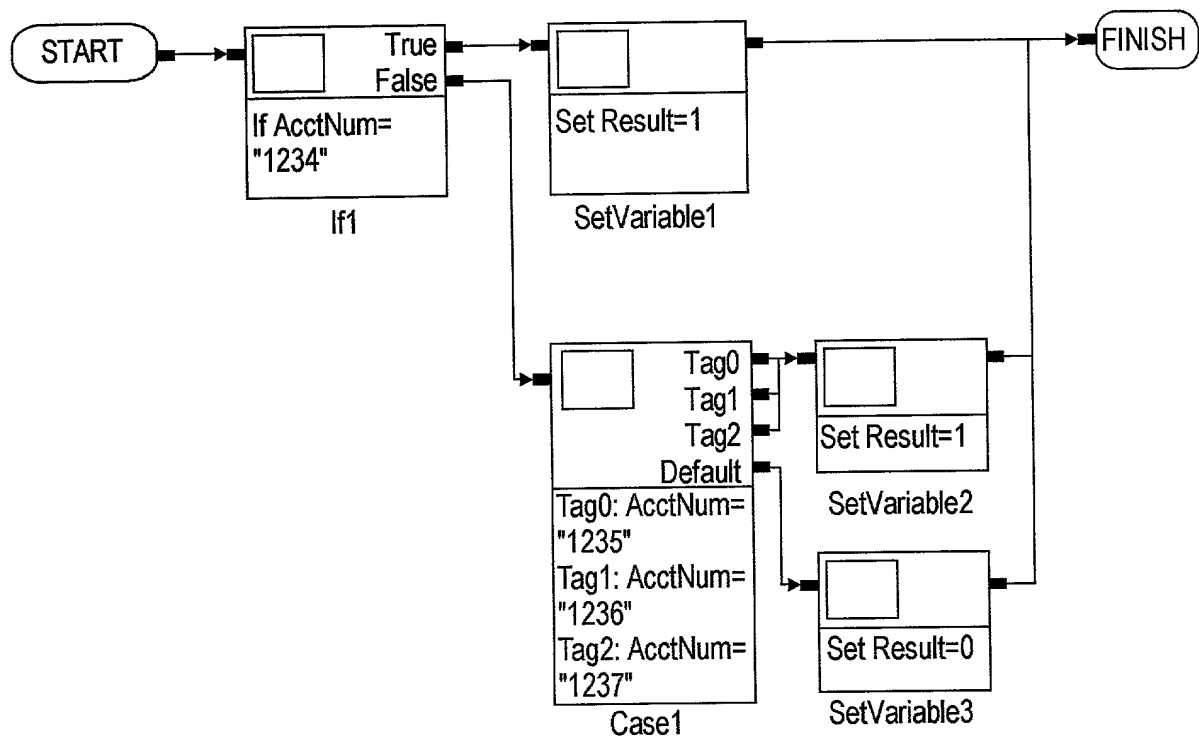 START
True
False
If AcctNum=
"1234"
If1
Set Result=1
SetVariable1
FINISH
Tag0
Tag1
Tag2
Default
Tag0: AcctNum=
"1235"
Tag1: AcctNum=
"1236"
Tag2: AcctNum=
"1237"
Case1
Set Result=1
SetVariable2
Set Result=0
SetVariable3